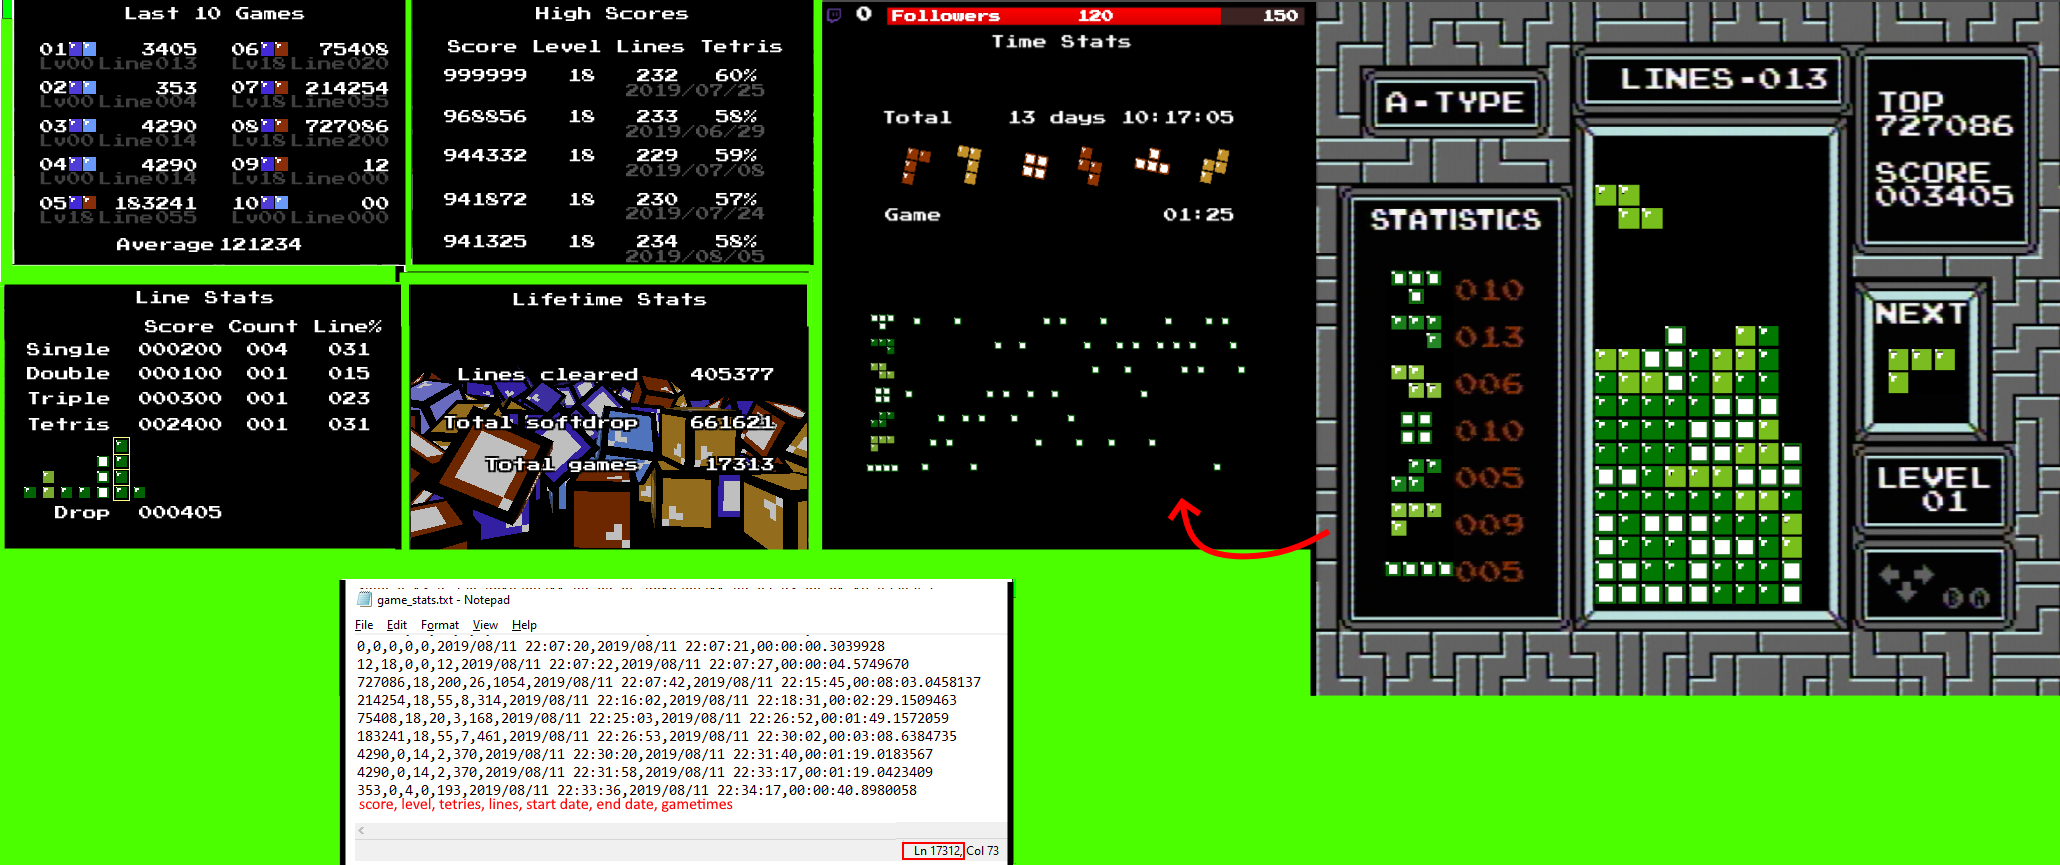 Last 10 Games
01 3405 06 75408
Lv00 Line013 Lv18 Line020
02 353 07 214254
Lv00 Line004 Lv18 Line055
03 4290 08 727086
Lv00 Line014 Lv18 Line200
04 4290 09 12
Lv00 Line014 Lv18 Line000
05 183241 10 00
Lv18 Line055 Lv00 Line000
Average 121234
High Scores
Score Level Lines Tetris
999999 18 232 60%
2019/07/25
968856 18 233 58%
2019/06/29
944332 18 229 59%
2019/07/08
941872 18 230 57%
2019/07/24
941325 18 234 58%
2019/08/05
Line Stats
Score Count Line%
Single 000200 004 031
Double 000100 001 015
Triple 000300 001 023
Tetris 002400 001 031
Drop 000405
Lifetime Stats
Lines cleared 405377
Total softdrop 661621
Total games 17313
0 Followers 120 150
Time Stats
Total 13 days 10:17:05
Game 01:25
A-TYPE
LINES-013
TOP
727086
SCORE
003405
STATISTICS
010
013
006
010
005
009
005
NEXT
LEVEL
01
game_stats.txt - Notepad
File Edit Format View Help
0,0,0,0,0,2019/08/11 22:07:20,2019/08/11 22:07:21,00:00:00.3039928
12,18,0,0,12,2019/08/11 22:07:22,2019/08/11 22:07:27,00:00:04.5749670
727086,18,200,26,1054,2019/08/11 22:07:42,2019/08/11 22:15:45,00:08:03.0458137
214254,18,55,8,314,2019/08/11 22:16:02,2019/08/11 22:18:31,00:02:29.1509463
75408,18,20,3,168,2019/08/11 22:25:03,2019/08/11 22:26:52,00:01:49.1572059
183241,18,55,7,461,2019/08/11 22:26:53,2019/08/11 22:30:02,00:03:08.6384735
4290,0,14,2,370,2019/08/11 22:30:20,2019/08/11 22:31:40,00:01:19.0183567
4290,0,14,2,370,2019/08/11 22:31:58,2019/08/11 22:33:17,00:01:19.0423409
353,0,4,0,193,2019/08/11 22:33:36,2019/08/11 22:34:17,00:00:40.8980058
score, level, tetries, lines, start date, end date, gametimes
Ln 17312, Col 73